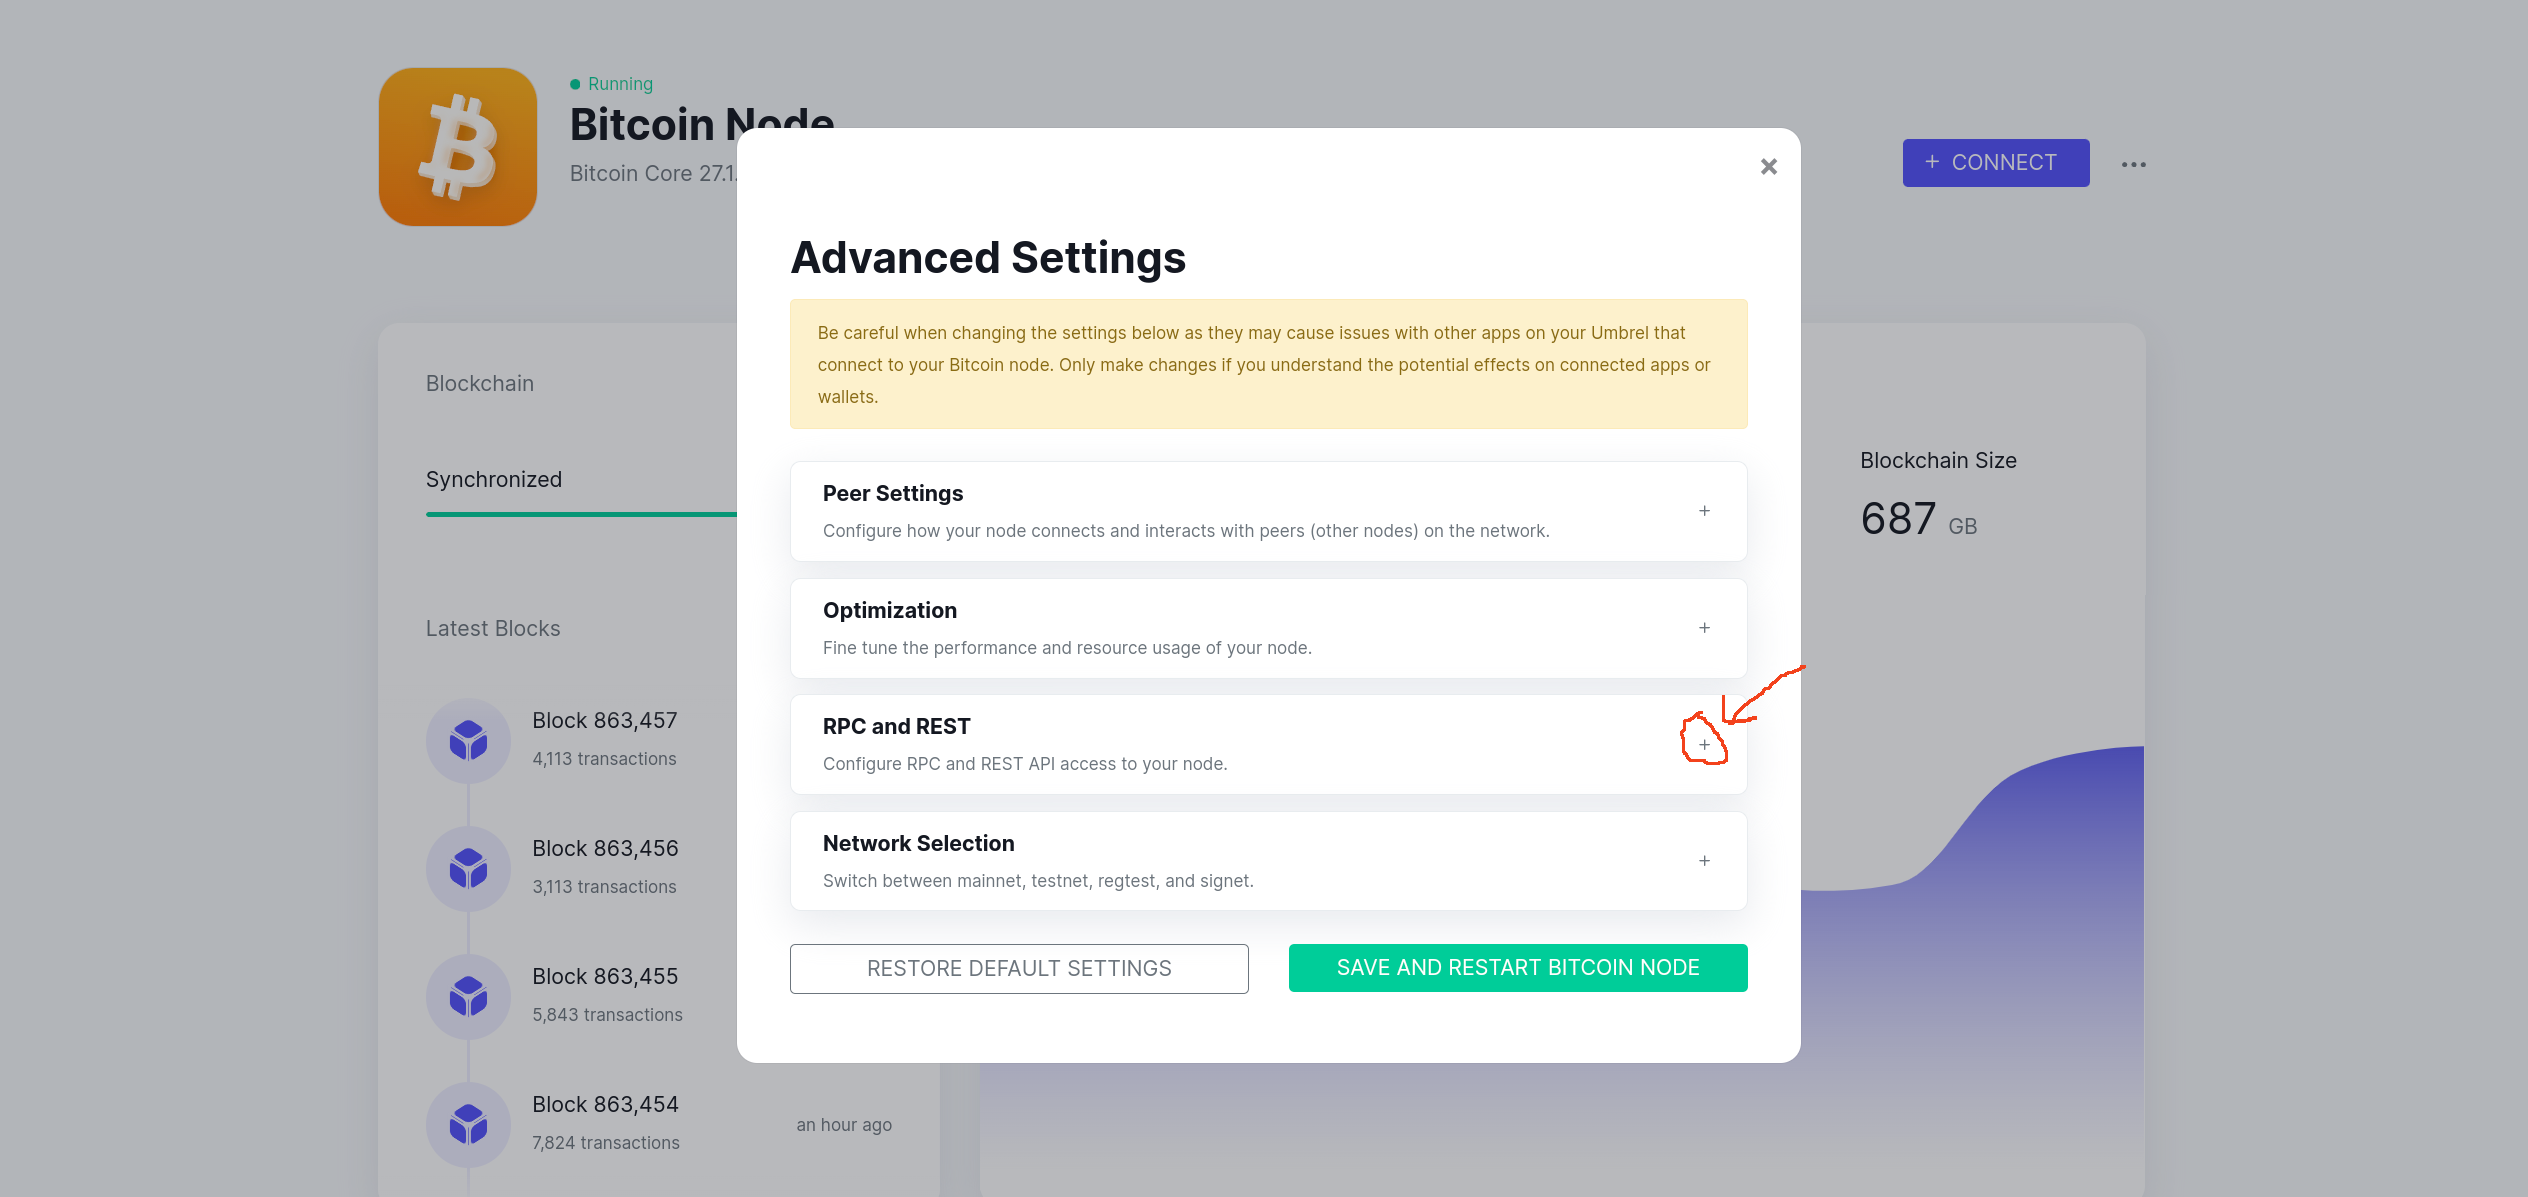 Running
Bitcoin Node
Bitcoin Core 27.1.
+ CONNECT
Blockchain
Synchronized
Latest Blocks
Block 863,457
4,113 transactions
Block 863,456
3,113 transactions
Block 863,455
5,843 transactions
Block 863,454
7,824 transactions
an hour ago
Advanced Settings
Be careful when changing the settings below as they may cause issues with other apps on your Umbrel that
connect to your Bitcoin node. Only make changes if you understand the potential effects on connected apps or
wallets.
Peer Settings
Configure how your node connects and interacts with peers (other nodes) on the network.
+
Optimization
Fine tune the performance and resource usage of your node.
+
RPC and REST
Configure RPC and REST API access to your node.
+
Network Selection
Switch between mainnet, testnet, regtest, and signet.
+
RESTORE DEFAULT SETTINGS
SAVE AND RESTART BITCOIN NODE
Blockchain Size
687 GB